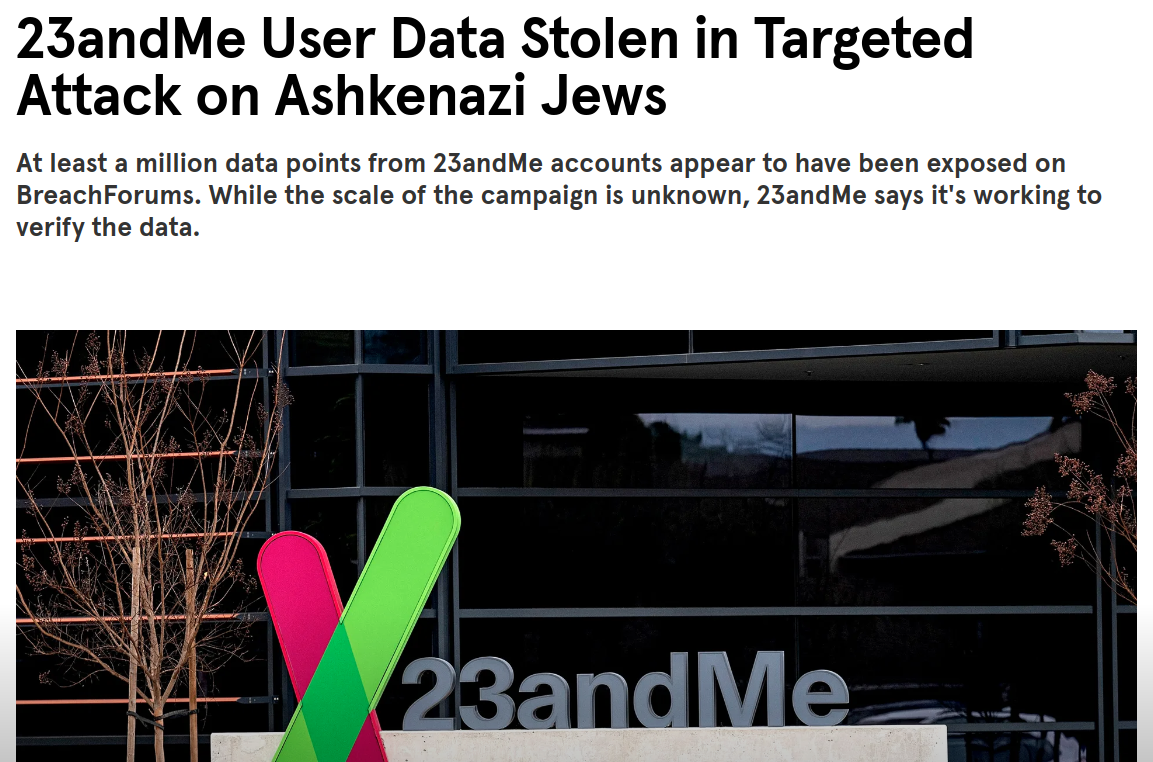 23andMe User Data Stolen in Targeted
Attack on Ashkenazi Jews
At least a million data points from 23andMe accounts appear to have been exposed on
BreachForums. While the scale of the campaign is unknown, 23andMe says it's working to
verify the data.
23andMe